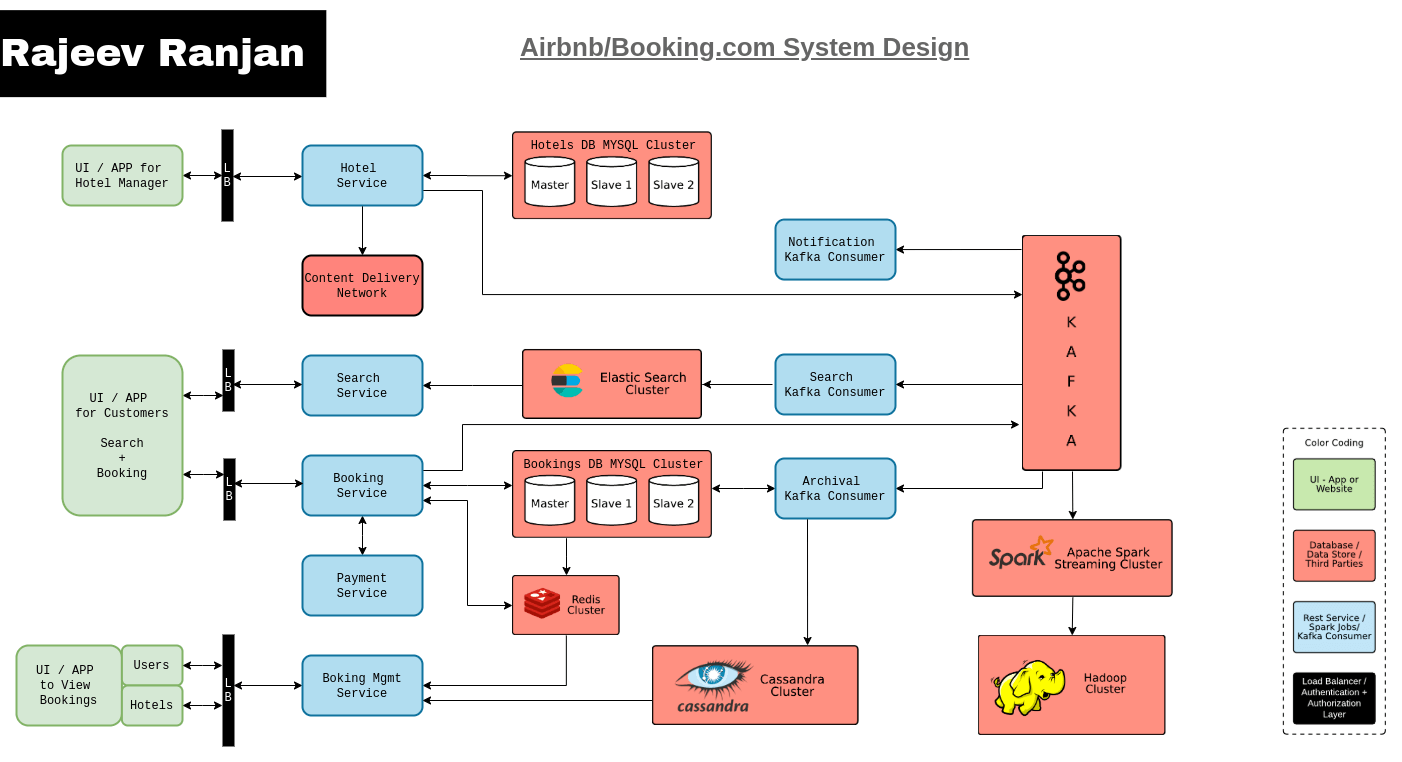 Rajeev Ranjan
Airbnb/Booking.com System Design
UI / APP for
Hotel Manager
L
B
Hotel
Service
Hotels DB MYSQL Cluster
Master
Slave 1
Slave 2
Content Delivery
Network
Notification
Kafka Consumer
K
A
F
K
A
UI / APP
for Customers
Search
+
Booking
L
B
Search
Service
Elastic Search
Cluster
Search
Kafka Consumer
L
B
Booking
Service
Bookings DB MYSQL Cluster
Master
Slave 1
Slave 2
Archival
Kafka Consumer
Payment
Service
Redis
Cluster
Spark
Apache Spark
Streaming Cluster
UI / APP
to View
Bookings
Users
Hotels
L
B
Boking Mgmt
Service
cassandra
Cassandra
Cluster
Hadoop
Cluster
Color Coding
UI - App or
Website
Database /
Data Store /
Third Parties
Rest Service /
Spark Jobs/
Kafka Consumer
Load Balancer /
Authentication +
Authorization
Layer